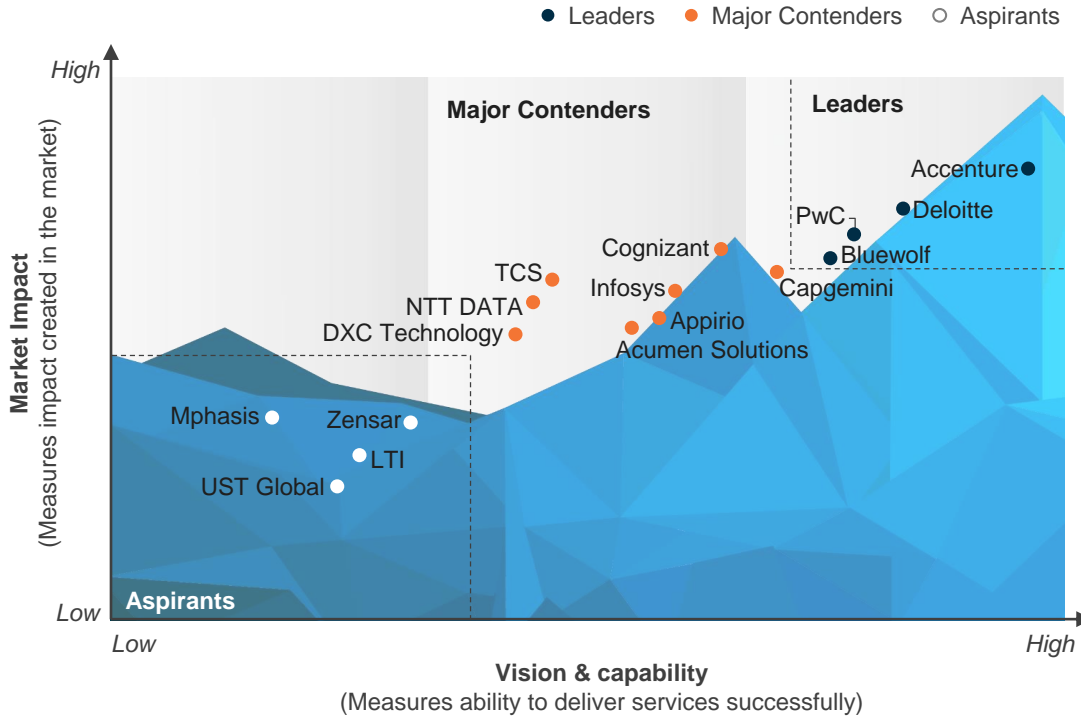 Leaders
Major Contenders
Aspirants
High
Major Contenders
Leaders
Accenture
Deloitte
PwC
Bluewolf
Cognizant
Capgemini
TCS
Infosys
NTT DATA
Appirio
DXC Technology
Acumen Solutions
Mphasis
Zensar
LTI
UST Global
Aspirants
Market Impact
(Measures impact created in the market)
Low
Low
High
Vision & capability
(Measures ability to deliver services successfully)